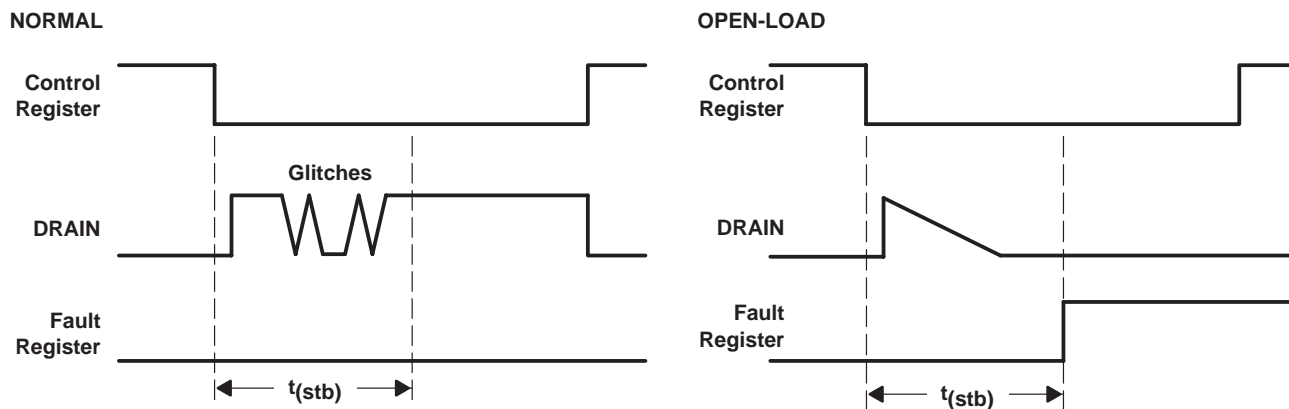 NORMAL
Control
Register
Glitches
DRAIN
Fault
Register
t(stb)
OPEN-LOAD
Control
Register
DRAIN
Fault
Register
t(stb)